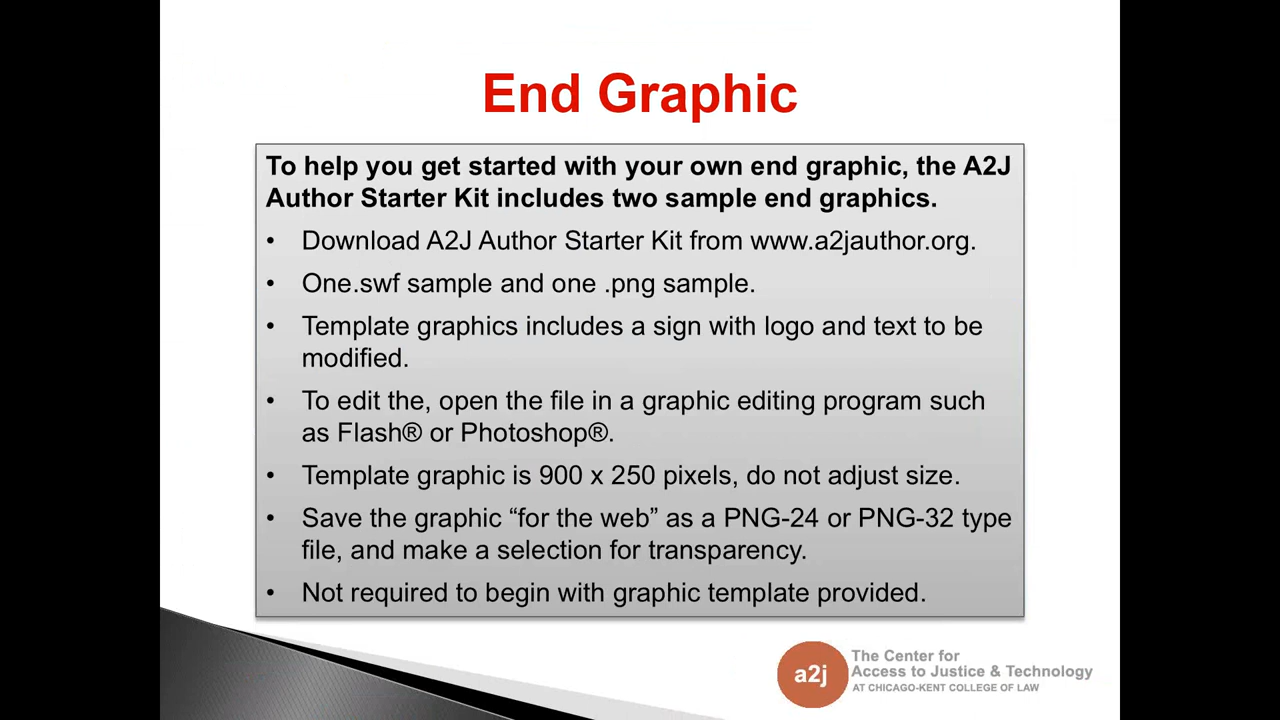 End Graphic
To help you get started with your own end graphic, the A2J
Author Starter Kit includes two sample end graphics.
• Download A2J Author Starter Kit from www.a2jauthor.org.
• One.swf sample and one .png sample.
• Template graphics includes a sign with logo and text to be
modified.
• To edit the, open the file in a graphic editing program such
as Flash® or Photoshop®.
• Template graphic is 900 x 250 pixels, do not adjust size.
• Save the graphic “for the web” as a PNG-24 or PNG-32 type
file, and make a selection for transparency.
• Not required to begin with graphic template provided.
a2j
The Center for
Access to Justice & Technology
AT CHICAGO-KENT COLLEGE OF LAW